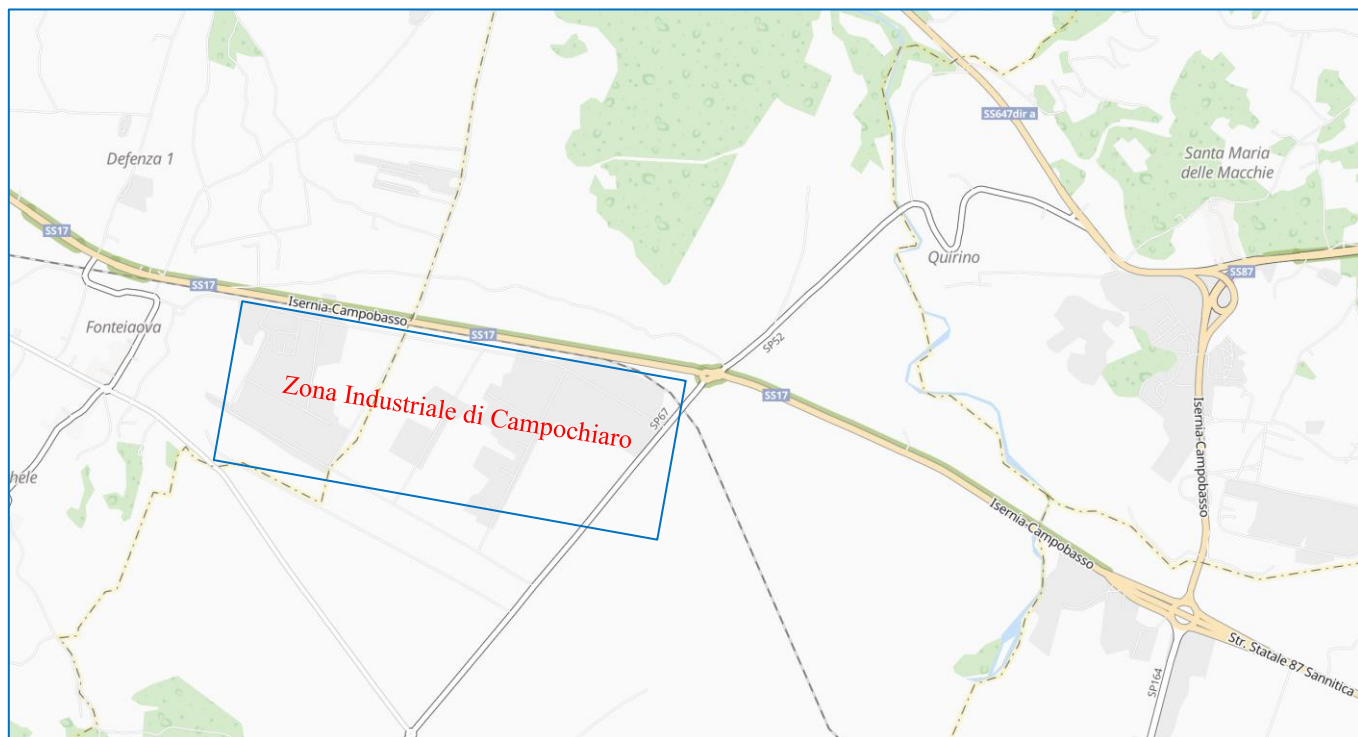 SS647dir a
Defenza 1
Santa Maria
delle Macchie
SS17
Quirino
SS87
SS17
Isernia-Campobasso
Fonteiaova
SS17
SP52
Zona Industriale di Campochiaro
SS17
SP67
Isernia-Campobasso
hele
Isernia-Campobasso
Str. Statale 87 Sannitica
SP164